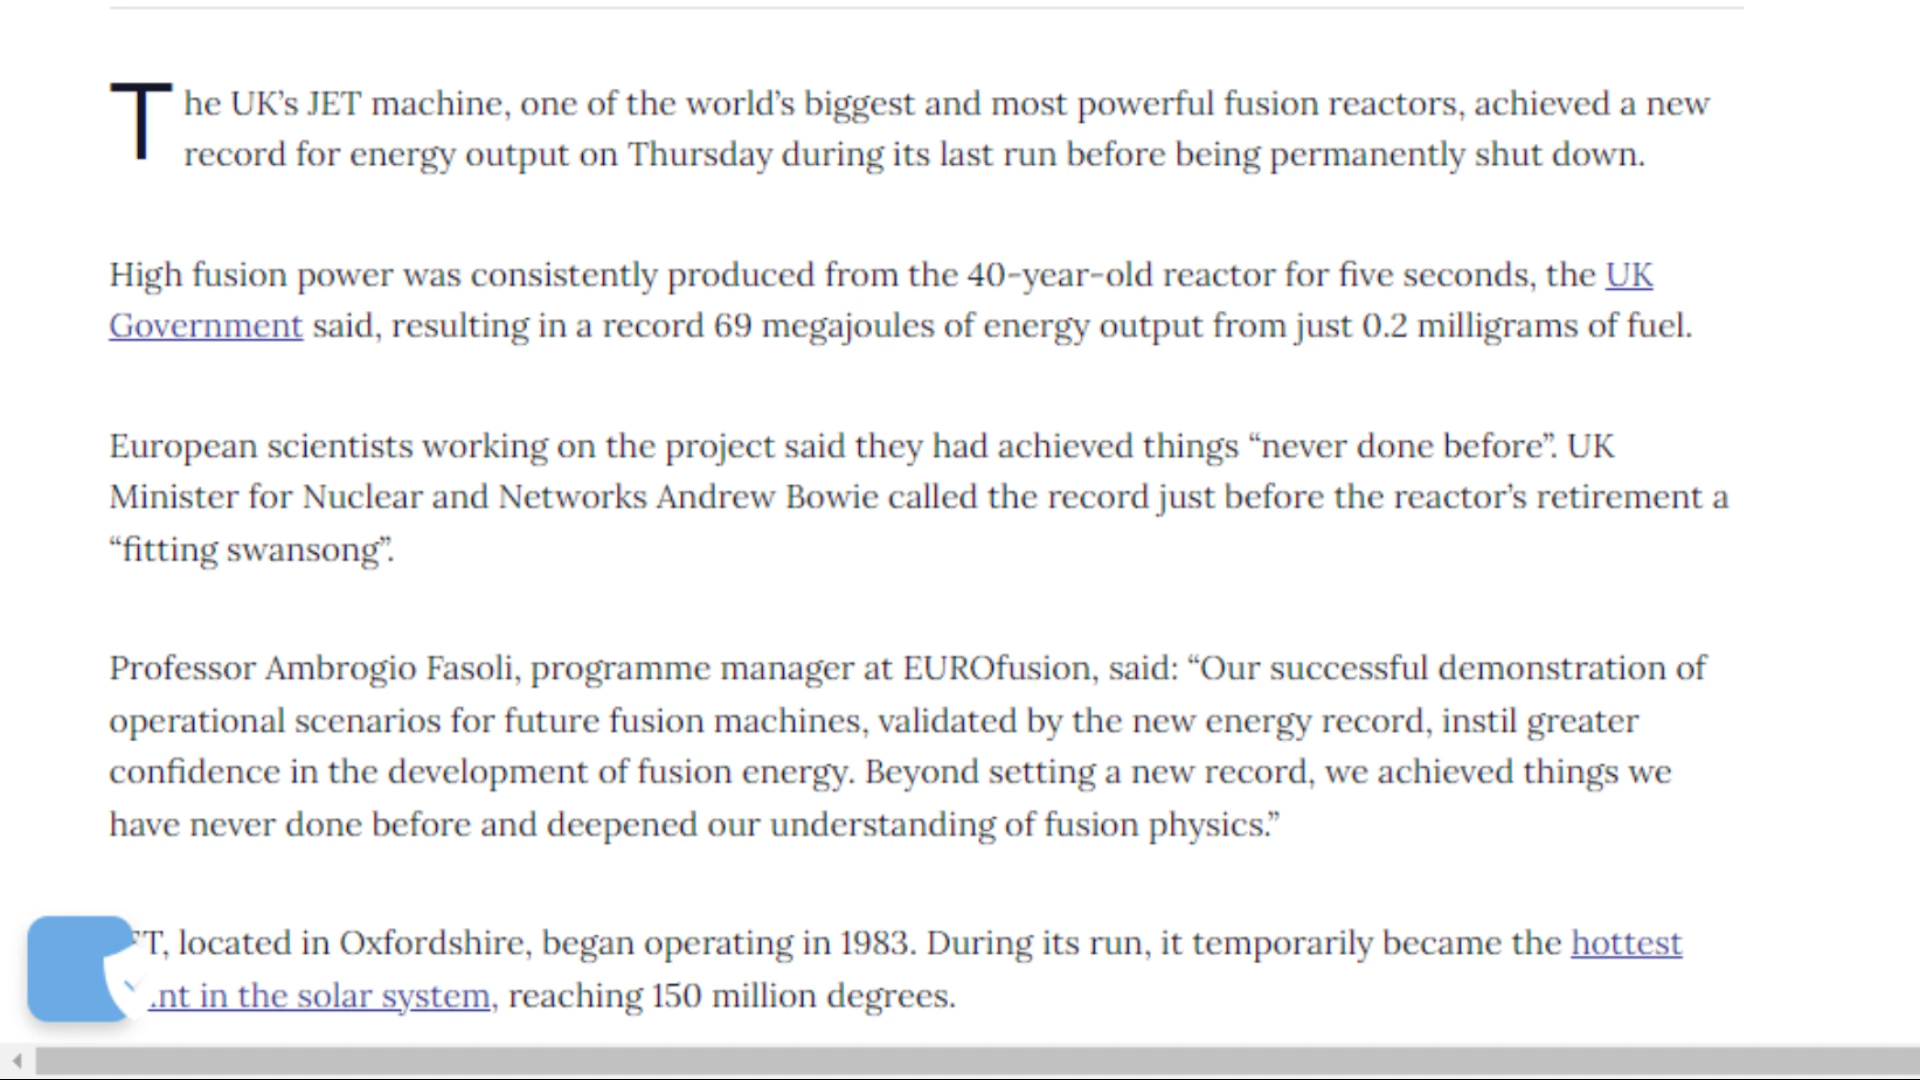 The UK’s JET machine, one of the world’s biggest and most powerful fusion reactors, achieved a new
record for energy output on Thursday during its last run before being permanently shut down.
High fusion power was consistently produced from the 40-year-old reactor for five seconds, the UK
Government said, resulting in a record 69 megajoules of energy output from just 0.2 milligrams of fuel.
European scientists working on the project said they had achieved things “never done before”. UK
Minister for Nuclear and Networks Andrew Bowie called the record just before the reactor’s retirement a
“fitting swansong”.
Professor Ambrogio Fasoli, programme manager at EUROfusion, said: “Our successful demonstration of
operational scenarios for future fusion machines, validated by the new energy record, instil greater
confidence in the development of fusion energy. Beyond setting a new record, we achieved things we
have never done before and deepened our understanding of fusion physics.”
T, located in Oxfordshire, began operating in 1983. During its run, it temporarily became the hottest
nt in the solar system, reaching 150 million degrees.